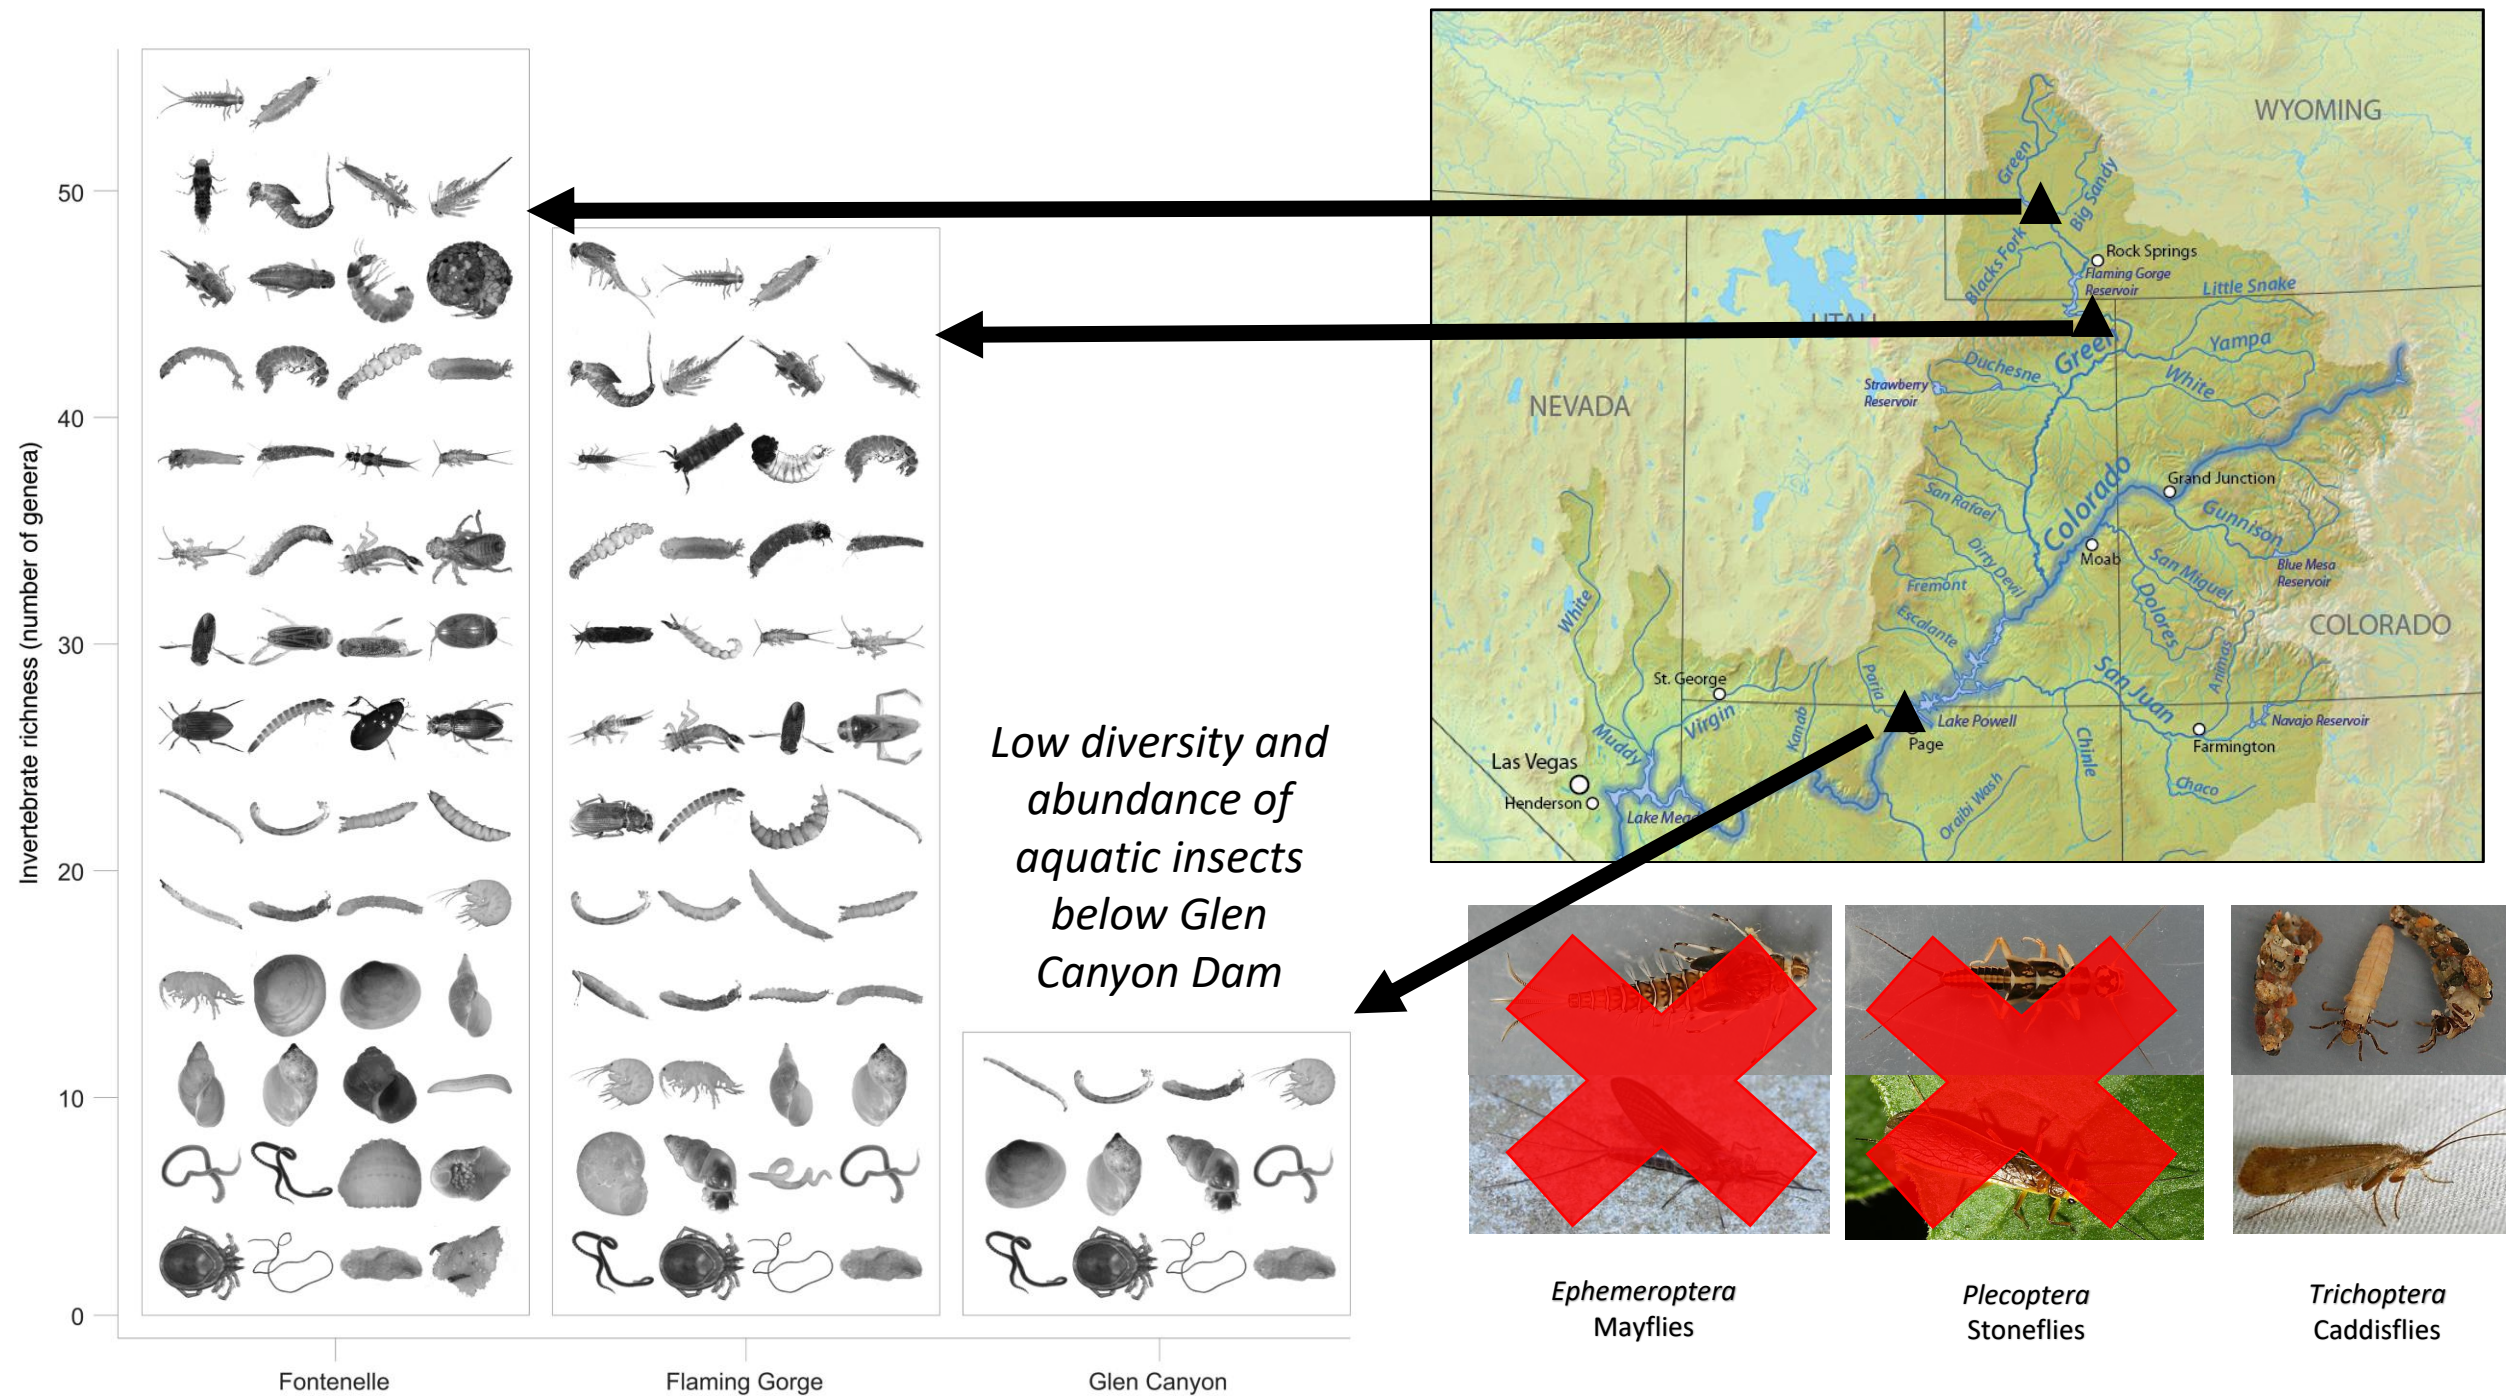 Invertebrate richness (number of genera)
50
40
30
20
10
0
Fontenelle
Flaming Gorge
Glen Canyon
Low diversity and
abundance of
aquatic insects
below Glen
Canyon Dam
WYOMING
Green
Big Sandy
Blacks Fork
Rock Springs
Flaming Gorge
Reservoir
Little Snake
UTAH
Green
Yampa
Duchesne
White
Strawberry
Reservoir
NEVADA
Colorado
Grand Junction
San Rafael
Gunnison
Dirty Devil
Moab
San Miguel
Blue Mesa
Reservoir
Fremont
Dolores
White
Escalante
COLORADO
Animas
St. George
Paria
San Juan
Virgin
Kanab
Lake Powell
Navajo Reservoir
Muddy
Page
Chinle
Farmington
Las Vegas
Henderson
Chaco
Oraibi Wash
Lake Mead
Ephemeroptera
Mayflies
Plecoptera
Stoneflies
Trichoptera
Caddisflies